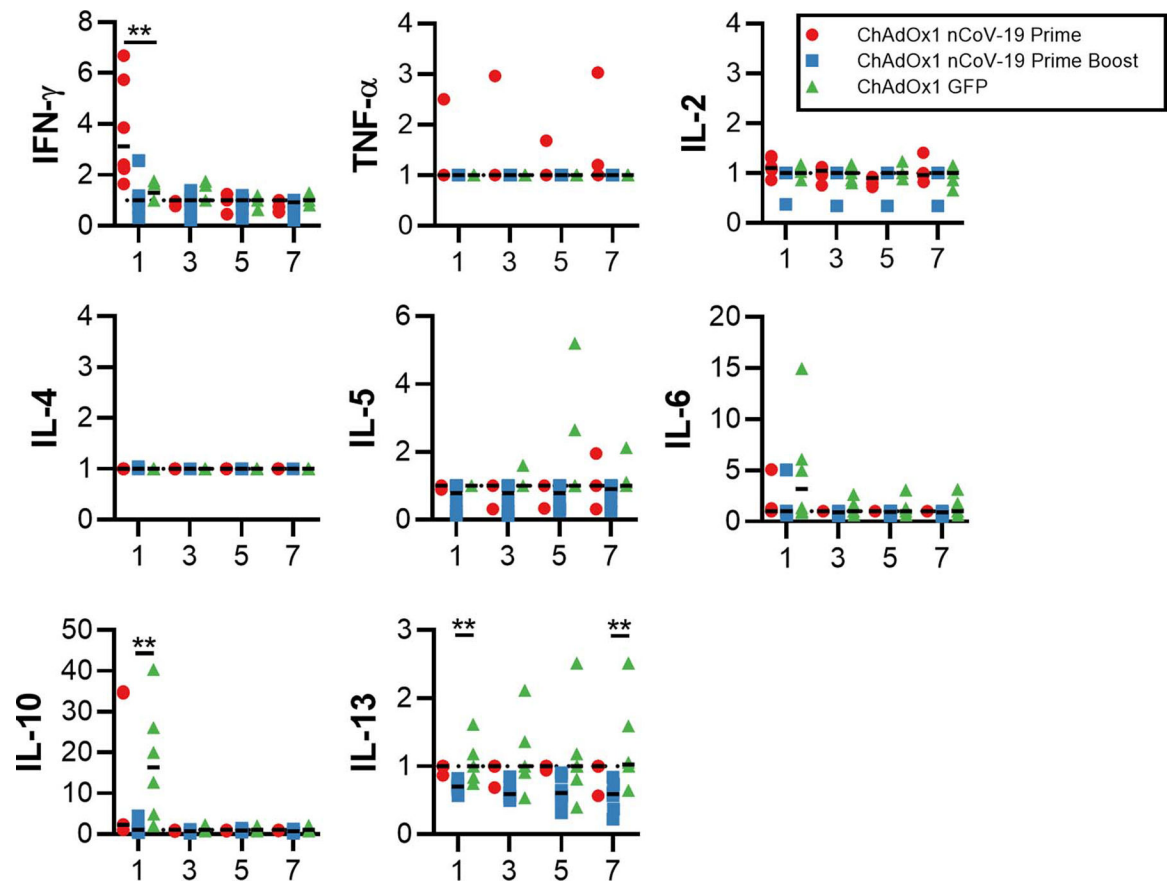 ChAdOx1 nCoV-19 Prime
ChAdOx1 nCoV-19 Prime Boost
ChAdOx1 GFP
IFN-γ
8
6
4
2
0
**
1 3 5 7
TNF-α
4
3
2
1
0
1 3 5 7
IL-2
4
3
2
1
0
1 3 5 7
IL-4
4
3
2
1
0
1 3 5 7
IL-5
6
4
2
0
1 3 5 7
IL-6
20
15
10
5
0
1 3 5 7
IL-10
50
40
30
20
10
0
**
1 3 5 7
IL-13
3
2
1
0
** **
1 3 5 7